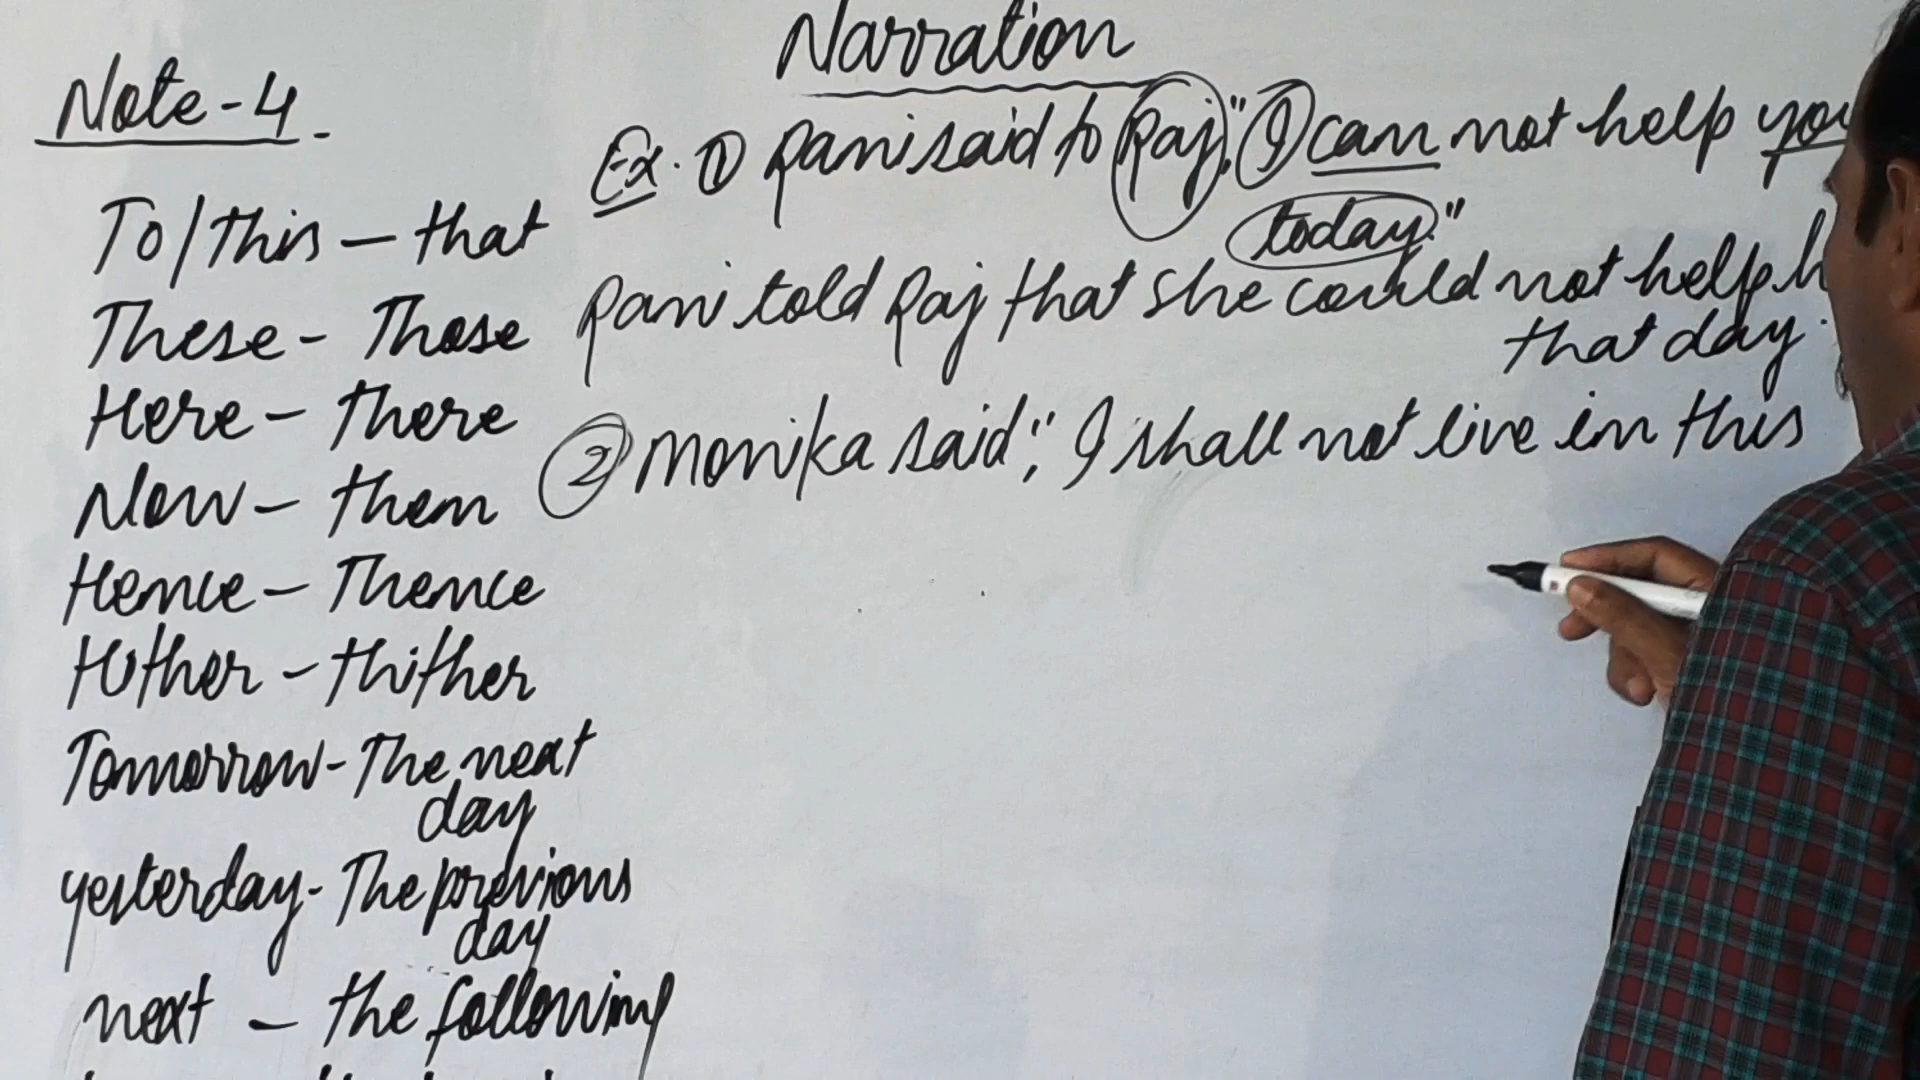 Narration
Note-4.
To/this - that
These - Those
Here - there
Now - then
Hence - Thence
Hither - thither
Tomorrow - The next
day
yesterday - The previous
day
next - the following
Ex. ① Rani said to Raj, "I can not help you
today."
Rani told Raj that she could not help h
that day.
② Monika said, "I shall not live in this